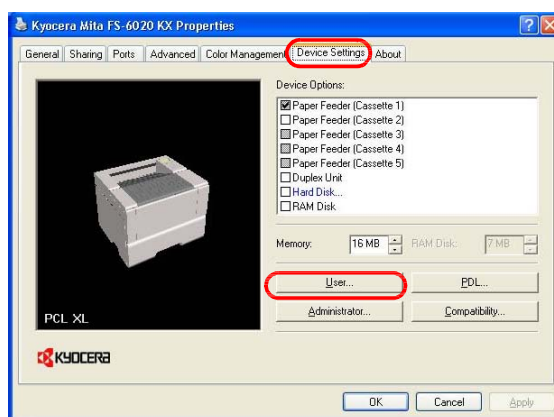 Kyocera Mita FS-6020 KX Properties
General Sharing Ports Advanced Color Management Device Settings About
Device Options:
Paper Feeder (Cassette 1)
Paper Feeder (Cassette 2)
Paper Feeder (Cassette 3)
Paper Feeder (Cassette 4)
Paper Feeder (Cassette 5)
Duplex Unit
Hard Disk...
RAM Disk
Memory: 16 MB RAM Disk: 7 MB
User... PDL...
Administrator... Compatibility...
PCL XL
KYOCERA
OK Cancel Apply